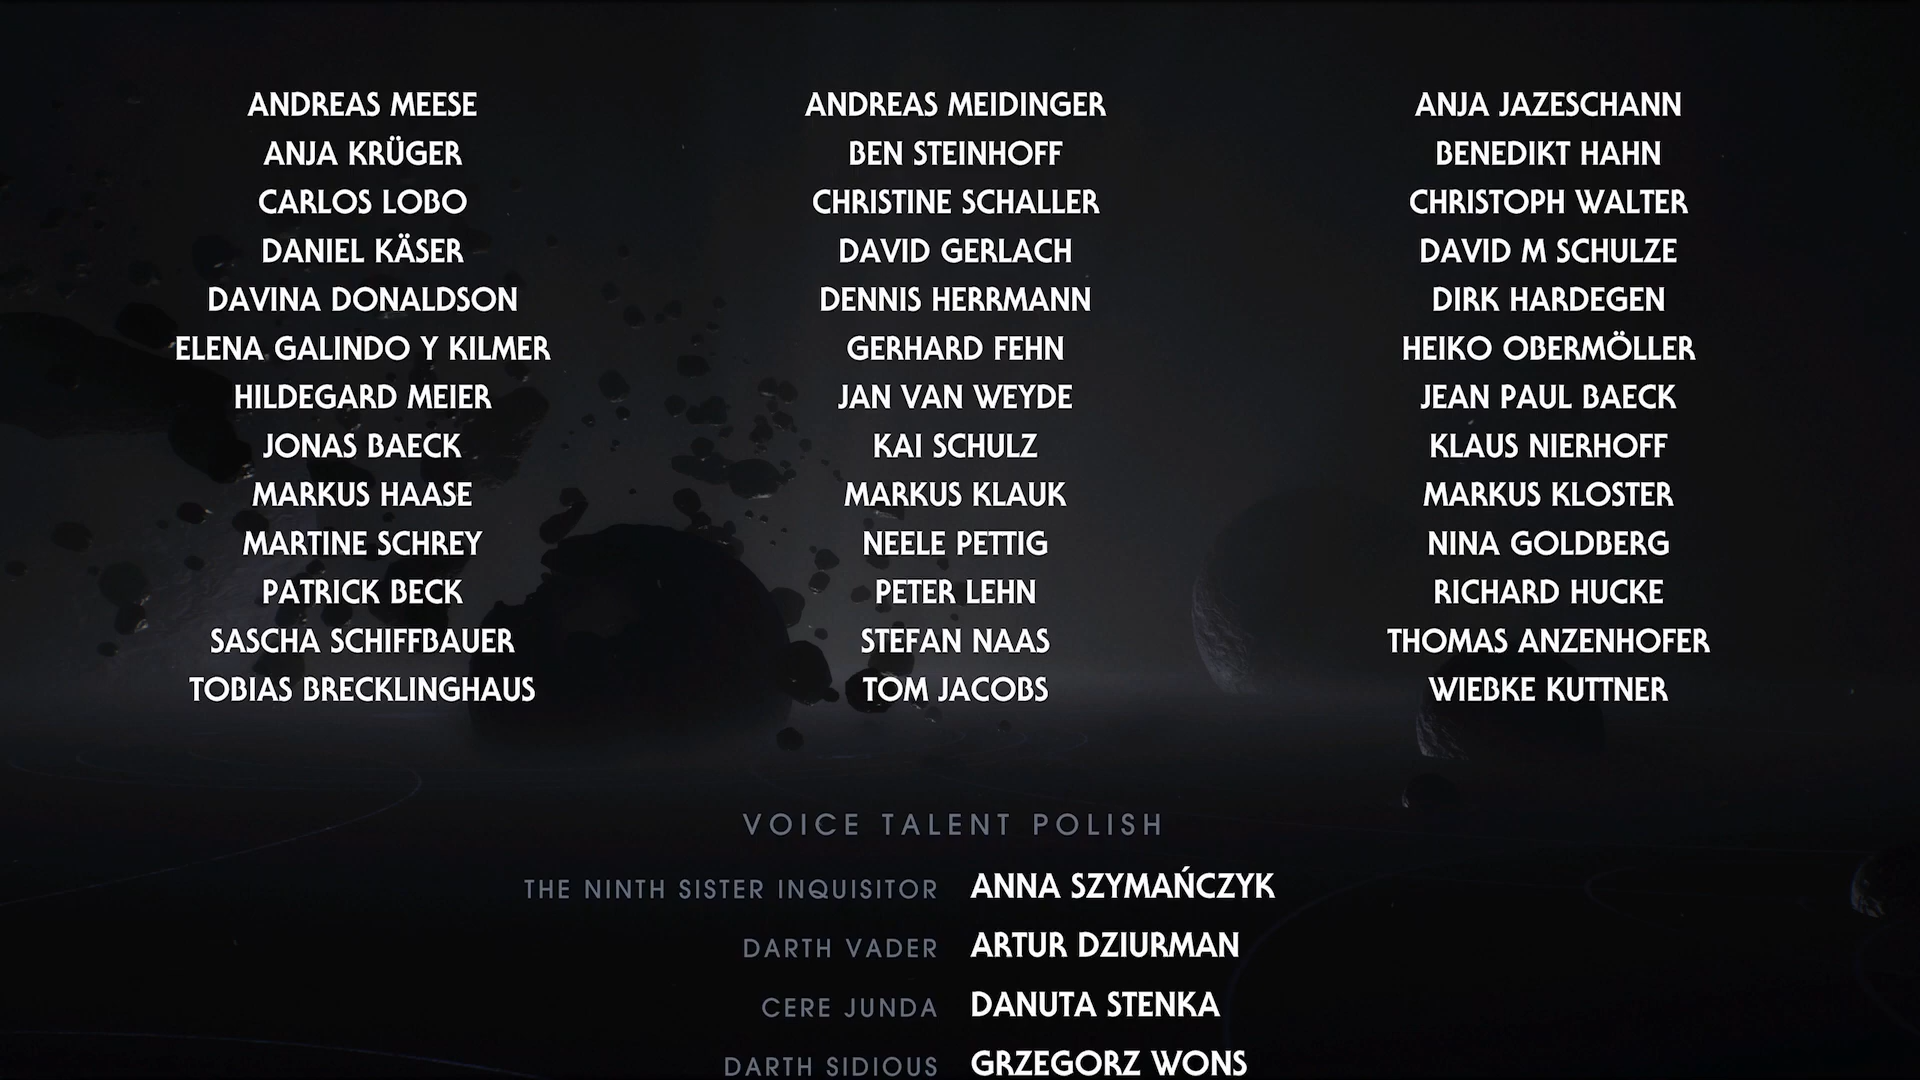 ANDREAS MEESE ANDREAS MEIDINGER ANJA JAZESCHANN
ANJA KRÜGER BEN STEINHOFF BENEDIKT HAHN
CARLOS LOBO CHRISTINE SCHALLER CHRISTOPH WALTER
DANIEL KÄSER DAVID GERLACH DAVID M SCHULZE
DAVINA DONALDSON DENNIS HERRMANN DIRK HARDEGEN
ELENA GALINDO Y KILMER GERHARD FEHN HEIKO OBERMÖLLER
HILDEGARD MEIER JAN VAN WEYDE JEAN PAUL BAECK
JONAS BAECK KAI SCHULZ KLAUS NIERHOFF
MARKUS HAASE MARKUS KLAUK MARKUS KLOSTER
MARTINE SCHREY NEELE PETTIG NINA GOLDBERG
PATRICK BECK PETER LEHN RICHARD HUCKE
SASCHA SCHIFFBAUER STEFAN NAAS THOMAS ANZENHOFER
TOBIAS BRECKLINGHAUS TOM JACOBS WIEBKE KUTTNER
VOICE TALENT POLISH
THE NINTH SISTER INQUISITOR ANNA SZYMAŃCZYK
DARTH VADER ARTUR DZIURMAN
CERE JUNDA DANUTA STENKA
DARTH SIDIOUS GRZEGORZ WONS